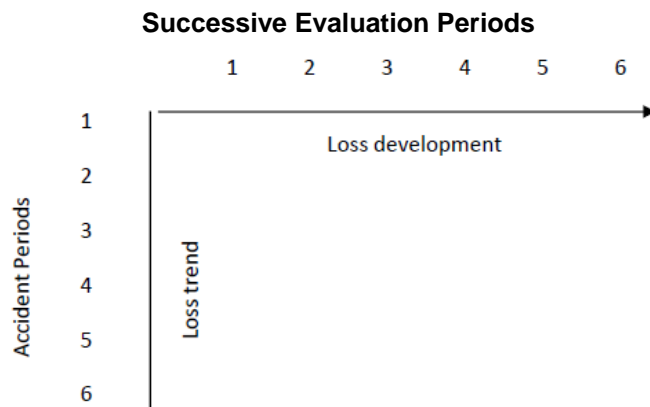 Successive Evaluation Periods
1 2 3 4 5 6
1
Loss development
2
3
4
5
6
Accident Periods
Loss trend